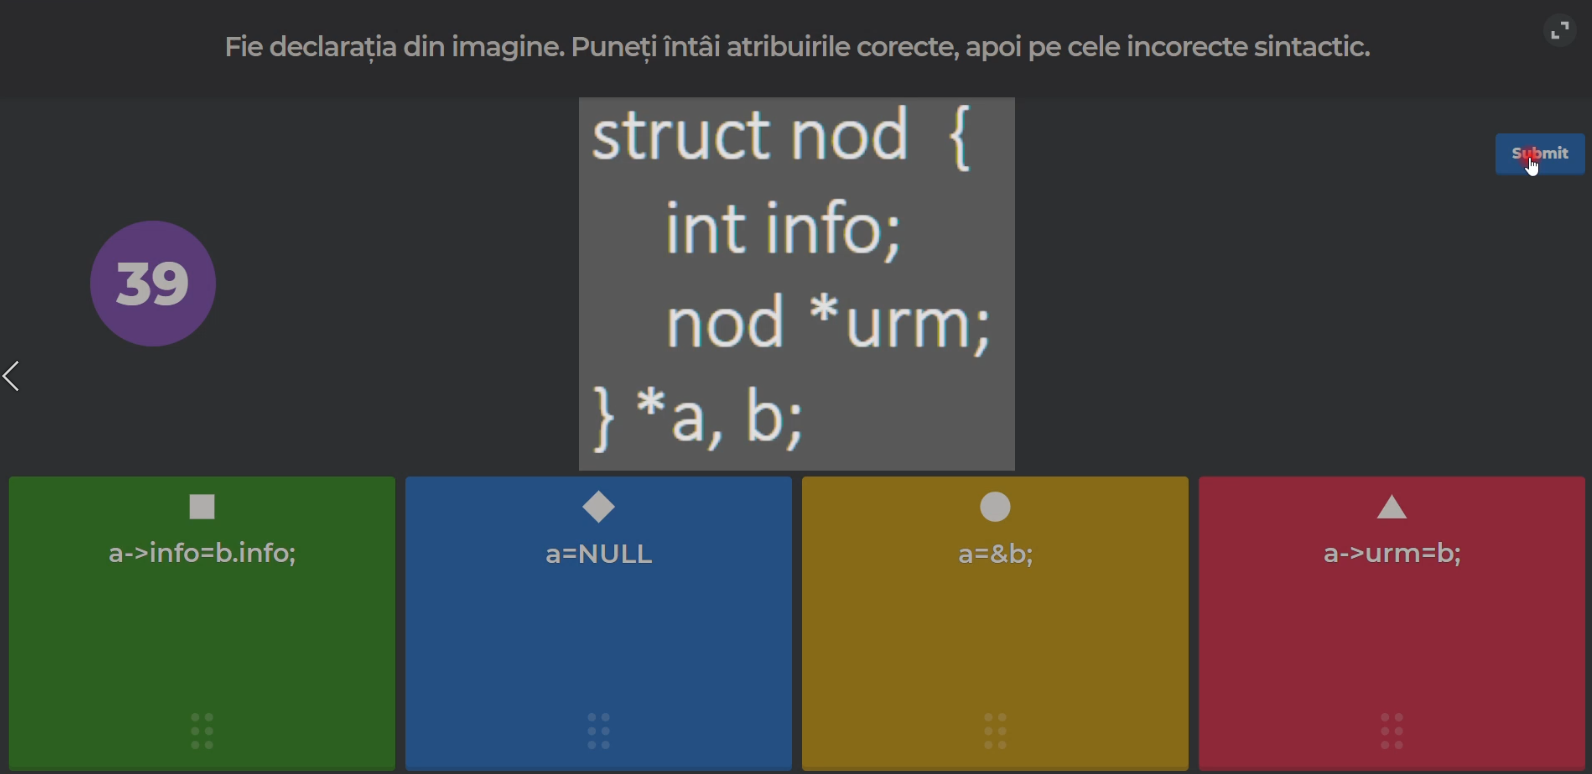 Fie declarația din imagine. Puneți întâi atribuirile corecte, apoi pe cele incorecte sintactic.
struct nod {
int info;
nod *urm;
} *a, b;
Submit
39
a->info=b.info;
a=NULL
a=&b;
a->urm=b;